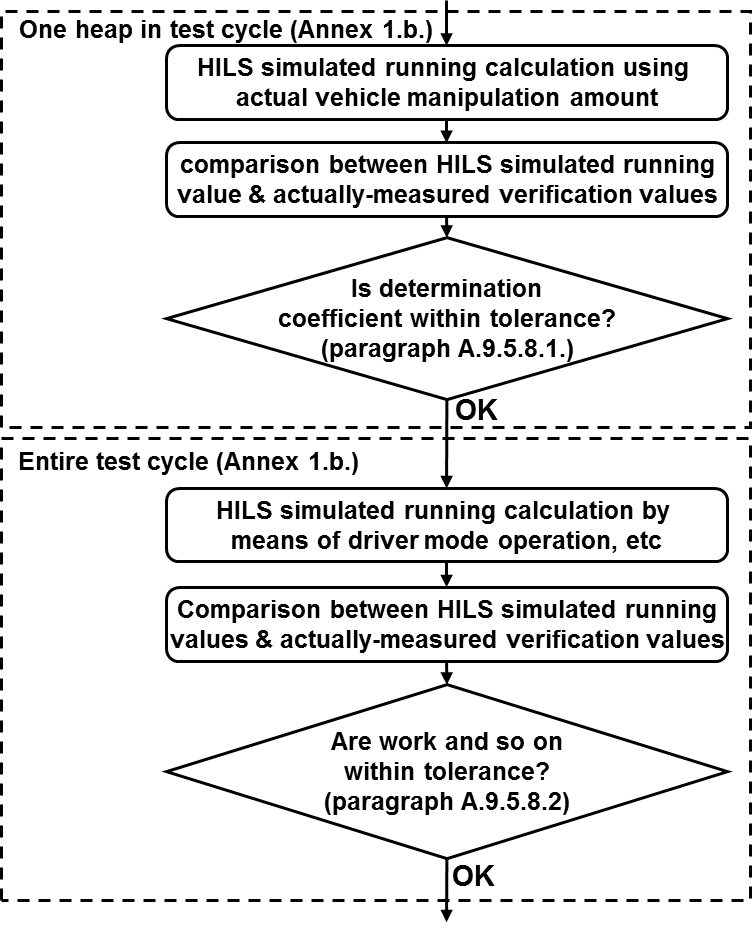 One heap in test cycle (Annex 1.b.)
HILS simulated running calculation using
actual vehicle manipulation amount
comparison between HILS simulated running
value & actually-measured verification values
Is determination
coefficient within tolerance?
(paragraph A.9.5.8.1.)
OK
Entire test cycle (Annex 1.b.)
HILS simulated running calculation by
means of driver mode operation, etc
Comparison between HILS simulated running
values & actually-measured verification values
Are work and so on
within tolerance?
(paragraph A.9.5.8.2)
OK